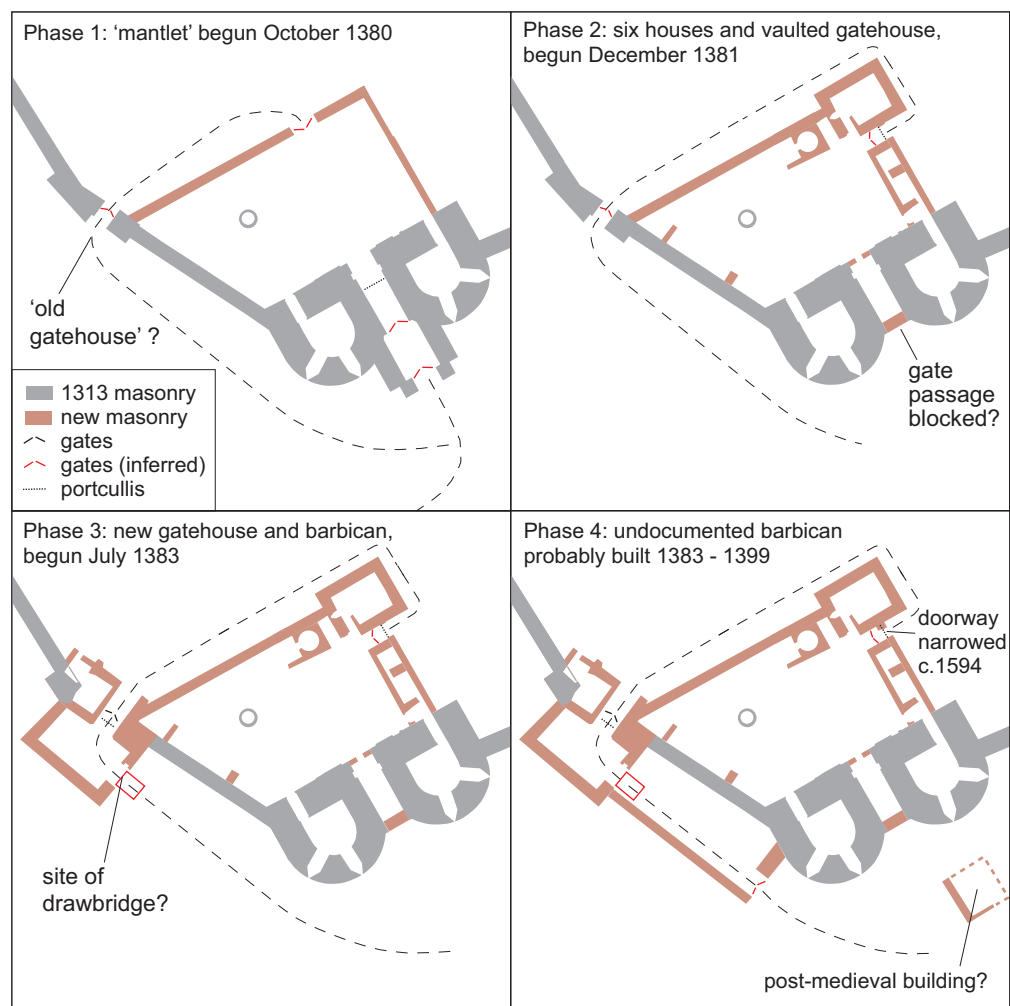 Phase 1: ‘mantlet’ begun October 1380
‘old
gatehouse’ ?
1313 masonry
new masonry
gates
gates (inferred)
portcullis
Phase 2: six houses and vaulted gatehouse,
begun December 1381
gate
passage
blocked?
Phase 3: new gatehouse and barbican,
begun July 1383
site of
drawbridge?
Phase 4: undocumented barbican
probably built 1383 - 1399
doorway
narrowed
c.1594
post-medieval building?